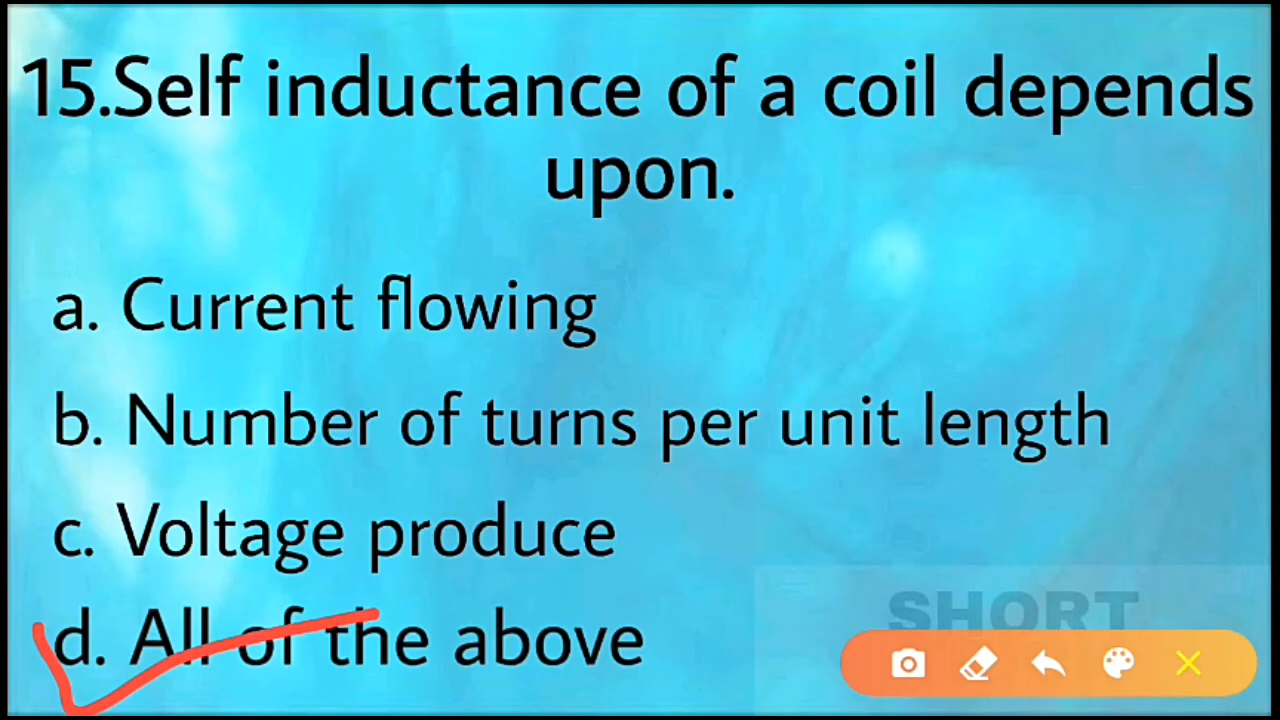 15.Self inductance of a coil depends
upon.
a. Current flowing
b. Number of turns per unit length
c. Voltage produce
d. All of the above
SHORT